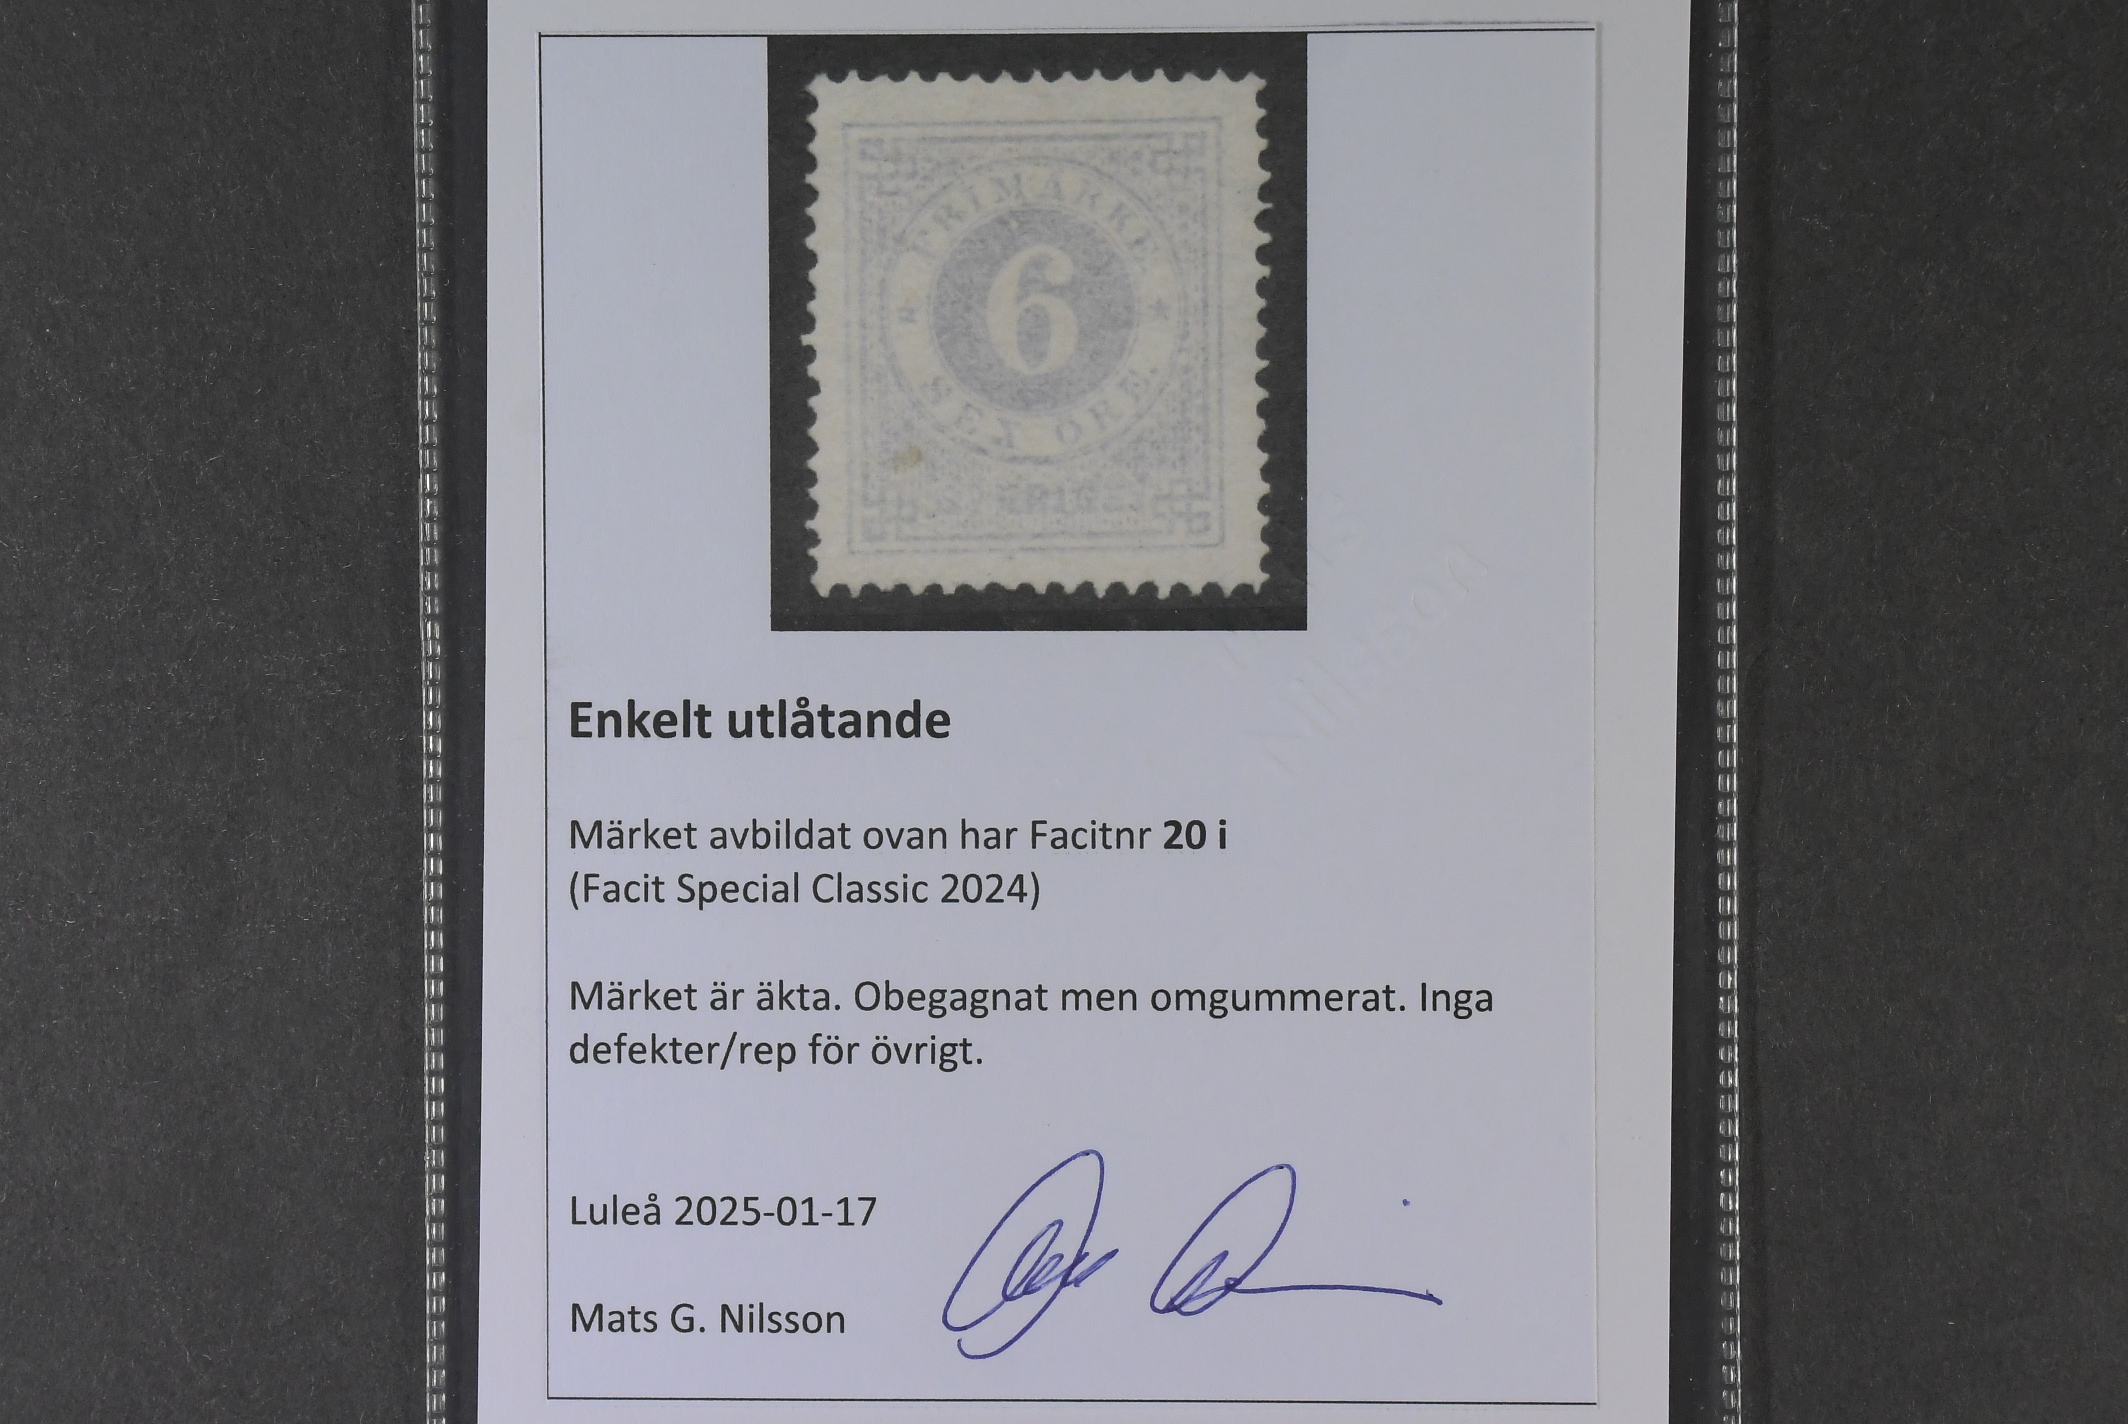 FRIMÄRKE
6
SEX ÖRE.
Enkelt utlåtande
Märket avbildat ovan har Facitnr 20 i
(Facit Special Classic 2024)
Märket är äkta. Obegagnat men omgummerat. Inga
defekter/rep för övrigt.
Luleå 2025-01-17
Mats G. Nilsson